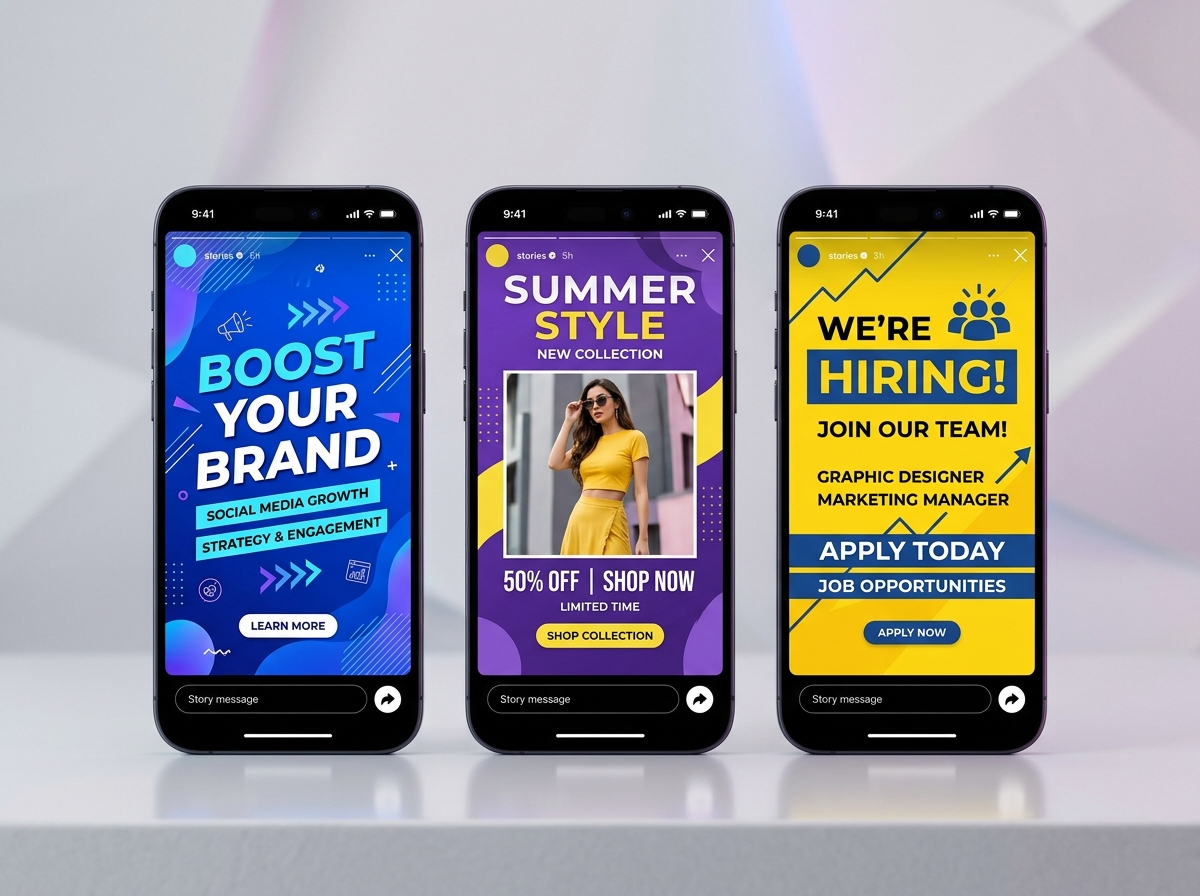 9:41
stories 6h
BOOST
YOUR
BRAND
SOCIAL MEDIA GROWTH
STRATEGY & ENGAGEMENT
LEARN MORE
Story message
9:41
stories 5h
SUMMER
STYLE
NEW COLLECTION
50% OFF | SHOP NOW
LIMITED TIME
SHOP COLLECTION
Story message
9:41
stories 3h
WE'RE
HIRING!
JOIN OUR TEAM!
GRAPHIC DESIGNER
MARKETING MANAGER
APPLY TODAY
JOB OPPORTUNITIES
APPLY NOW
Story message